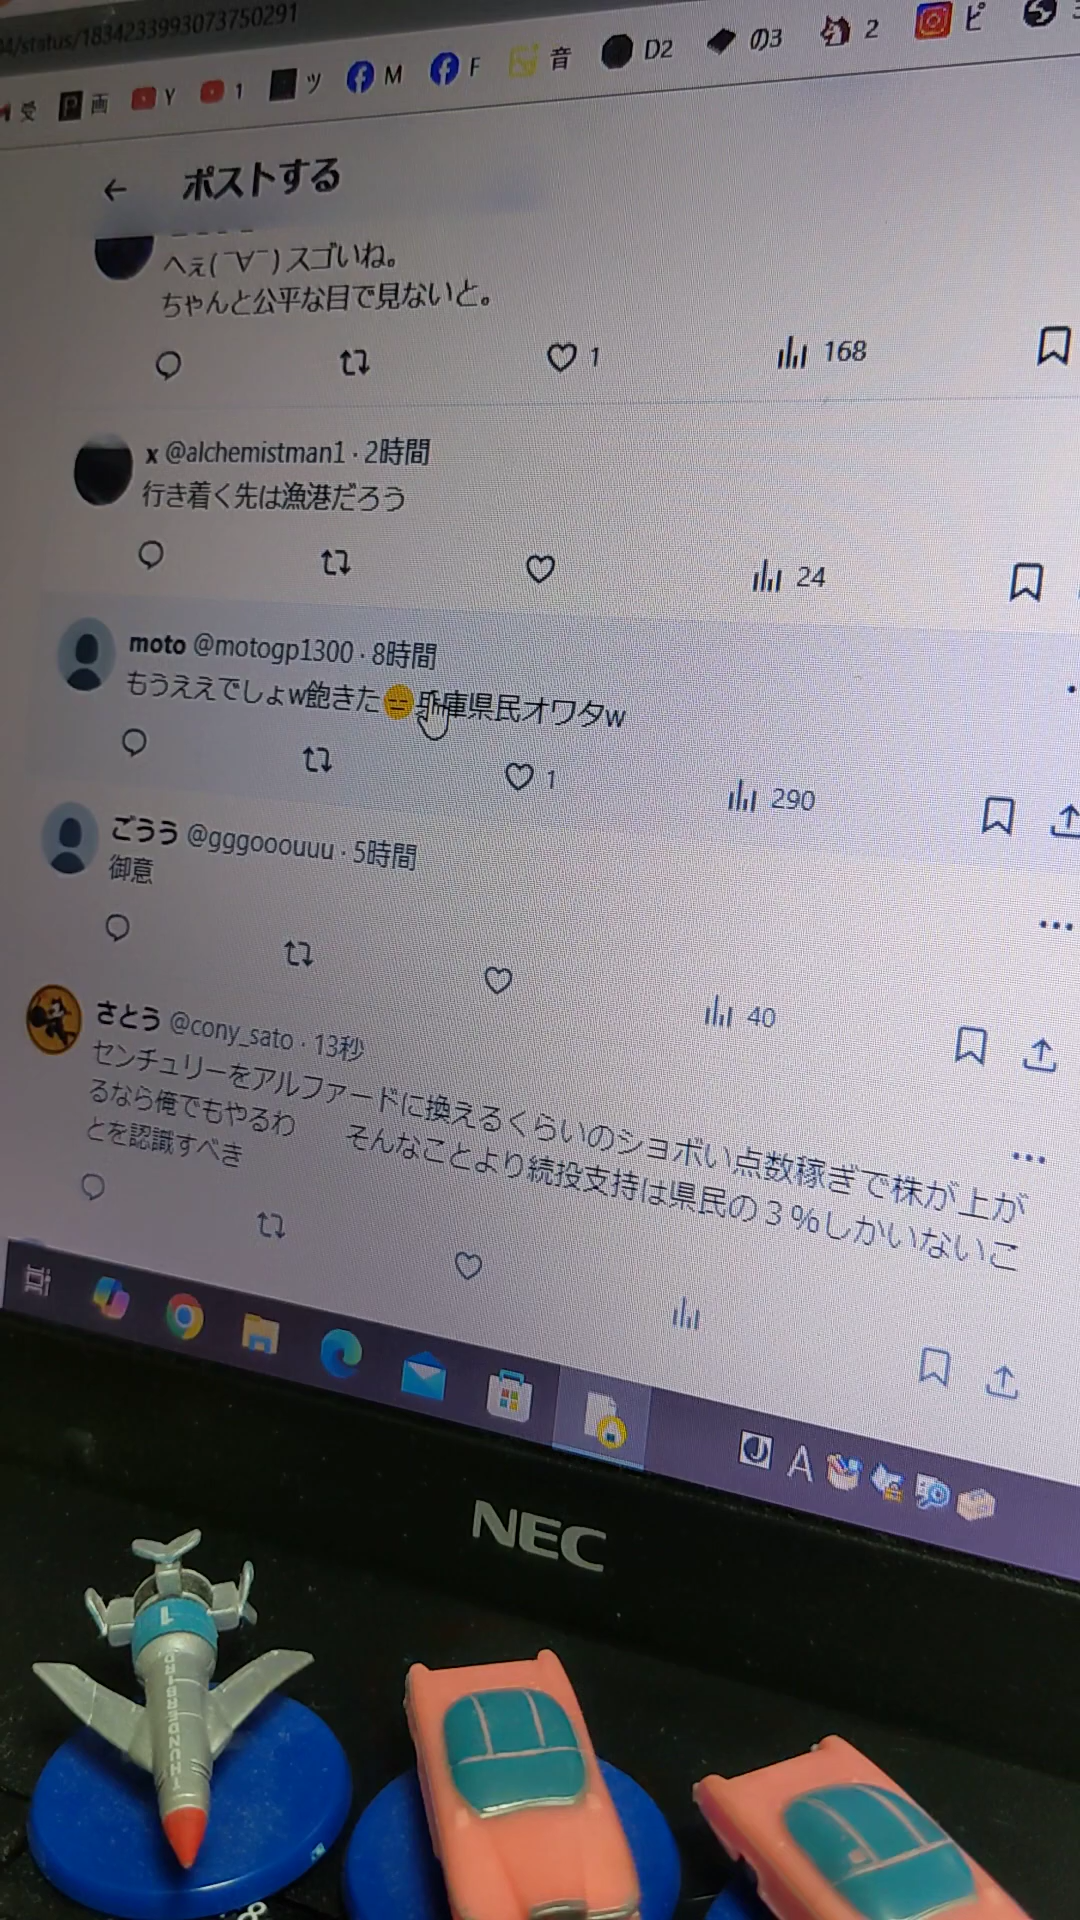 /status/1834233993073750291
受 画 Y 1 ツ M F 音 D2 の3 2 ピ
← ポストする
へぇ(¯∀¯)スゴいね。
ちゃんと公平な目で見ないと。
1 168
x @alchemistman1・2時間
行き着く先は漁港だろう
24
moto @motogp1300・8時間
もうええでしょw飽きた😑兵庫県民オワタw
1 290
ごうう @gggooouuu・5時間
御意
40
さとう @cony_sato・13秒
センチュリーをアルファードに換えるくらいのショボい点数稼ぎで株が上が
るなら俺でもやるわ　　そんなことより続投支持は県民の３%しかいないこ
とを認識すべき
A
NEC
1
THUNDERBIRD